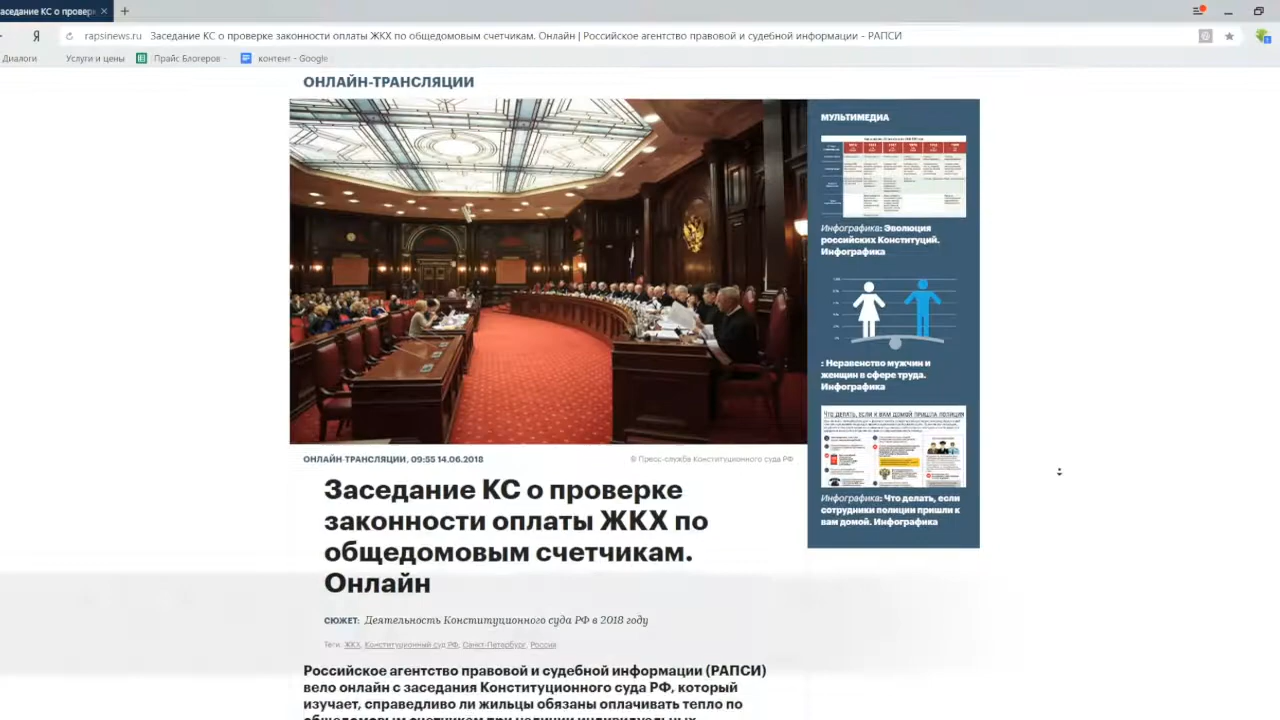 аседание КС о проверк
rapsinews.ru Заседание КС о проверке законности оплаты ЖКХ по общедомовым счетчикам. Онлайн | Российское агентство правовой и судебной информации - РАПСИ
Диалоги Услуги и цены Прайс Блогеров контент - Google
ОНЛАЙН-ТРАНСЛЯЦИИ
МУЛЬТИМЕДИА
Инфографика: Эволюция
российских Конституций.
Инфографика
: Неравенство мужчин и
женщин в сфере труда.
Инфографика
Что делать, если к вам домой пришла полиция
Инфографика: Что делать, если
сотрудники полиции пришли к
вам домой. Инфографика
ОНЛАЙН-ТРАНСЛЯЦИИ, 09:55 14.06.2018
© Пресс-служба Конституционного суда РФ
Заседание КС о проверке
законности оплаты ЖКХ по
общедомовым счетчикам.
Онлайн
СЮЖЕТ: Деятельность Конституционного суда РФ в 2018 году
Теги: ЖКХ, Конституционный суд РФ, Санкт-Петербург, Россия
Российское агентство правовой и судебной информации (РАПСИ)
вело онлайн с заседания Конституционного суда РФ, который
изучает, справедливо ли жильцы обязаны оплачивать тепло по
общедомовым счетчикам при наличии индивидуальных